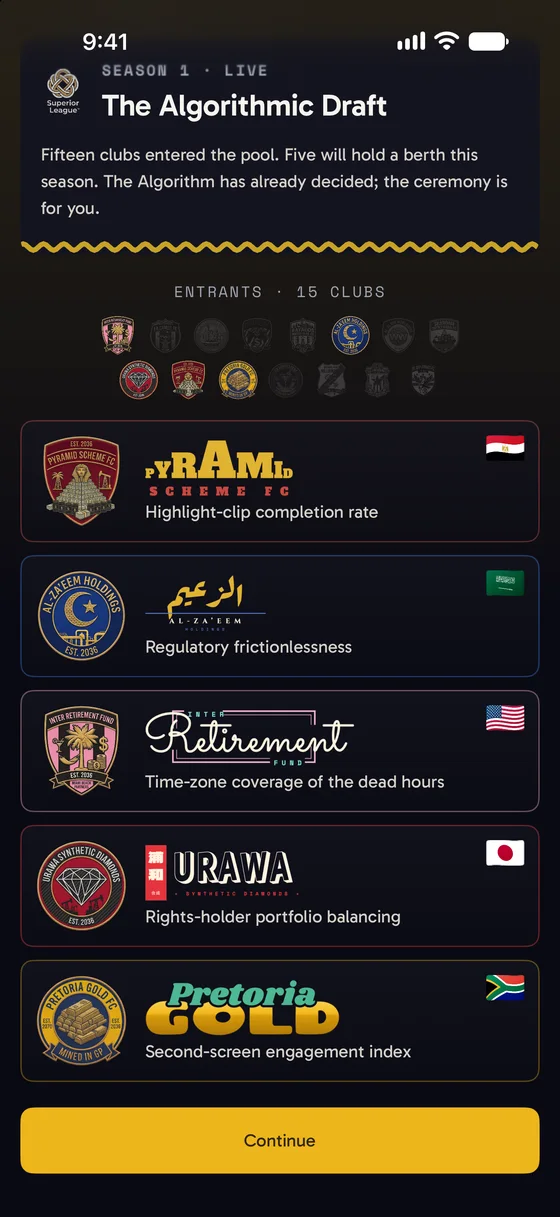 9:41
SEASON 1 · LIVE
Superior
League
The Algorithmic Draft
Fifteen clubs entered the pool. Five will hold a berth this
season. The Algorithm has already decided; the ceremony is
for you.
ENTRANTS · 15 CLUBS
EST. 2036
PYRAMID SCHEME FC
PYRAMID
SCHEME FC
Highlight-clip completion rate
AL-ZA'EEM HOLDINGS
EST. 2036
الزعيم
AL-ZA'EEM
HOLDINGS
Regulatory frictionlessness
INTER RETIREMENT FUND
EST. 2036
INTER
Retirement
FUND
Time-zone coverage of the dead hours
URAWA SYNTHETIC DIAMONDS
EST. 2036
浦和
URAWA
SYNTHETIC DIAMONDS
Rights-holder portfolio balancing
PRETORIA GOLD FC
MINED IN GP
Pretoria
GOLD
Second-screen engagement index
Continue